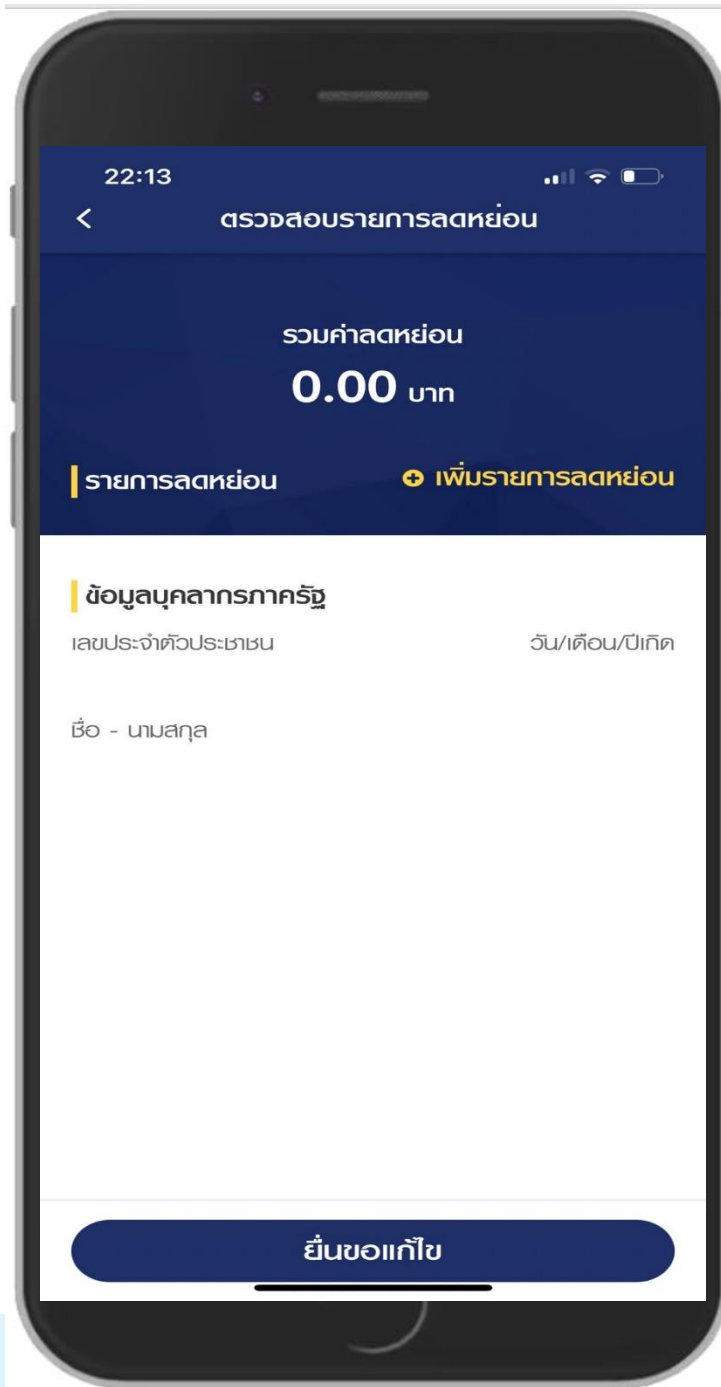 22:13
ตรวจสอบรายการลดหย่อน
รวมค่าลดหย่อน
0.00 บาท
รายการลดหย่อน เพิ่มรายการลดหย่อน
ข้อมูลบุคลากรภาครัฐ
เลขประจำตัวประชาชน วัน/เดือน/ปีเกิด
ชื่อ - นามสกุล
ยื่นขอแก้ไข